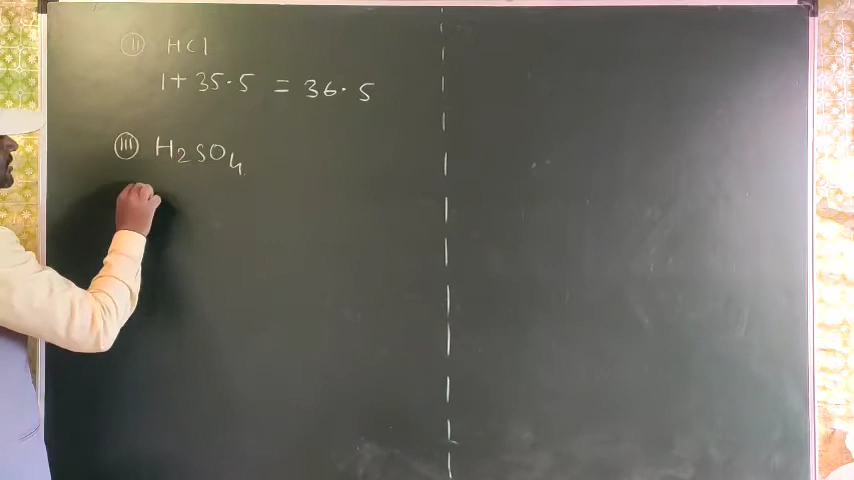 (II) HCl
1 + 35.5 = 36.5
(III) H₂SO₄